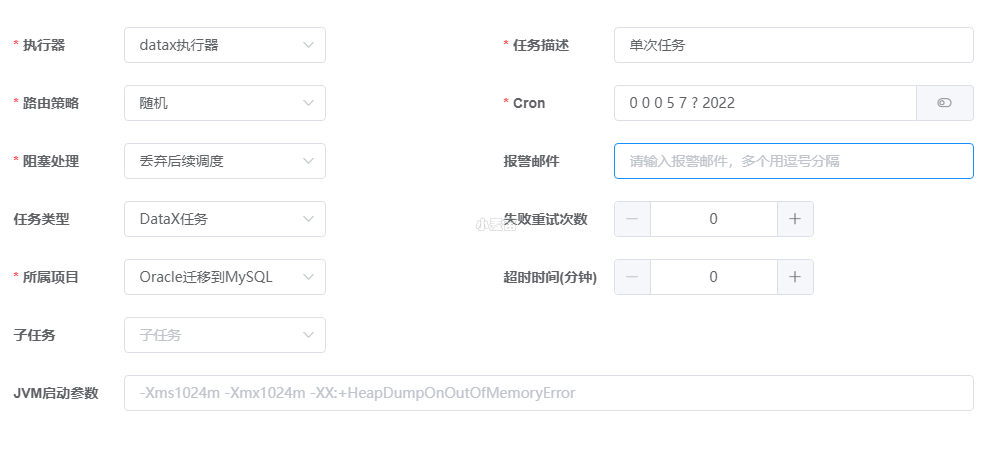 * 执行器 datax执行器 * 任务描述 单次任务
* 路由策略 随机 * Cron 0 0 0 5 7 ? 2022
* 阻塞处理 丢弃后续调度 报警邮件 请输入报警邮件，多个用逗号分隔
任务类型 DataX任务 失败重试次数 0
* 所属项目 Oracle迁移到MySQL 超时时间(分钟) 0
子任务 子任务
JVM启动参数 -Xms1024m -Xmx1024m -XX:+HeapDumpOnOutOfMemoryError